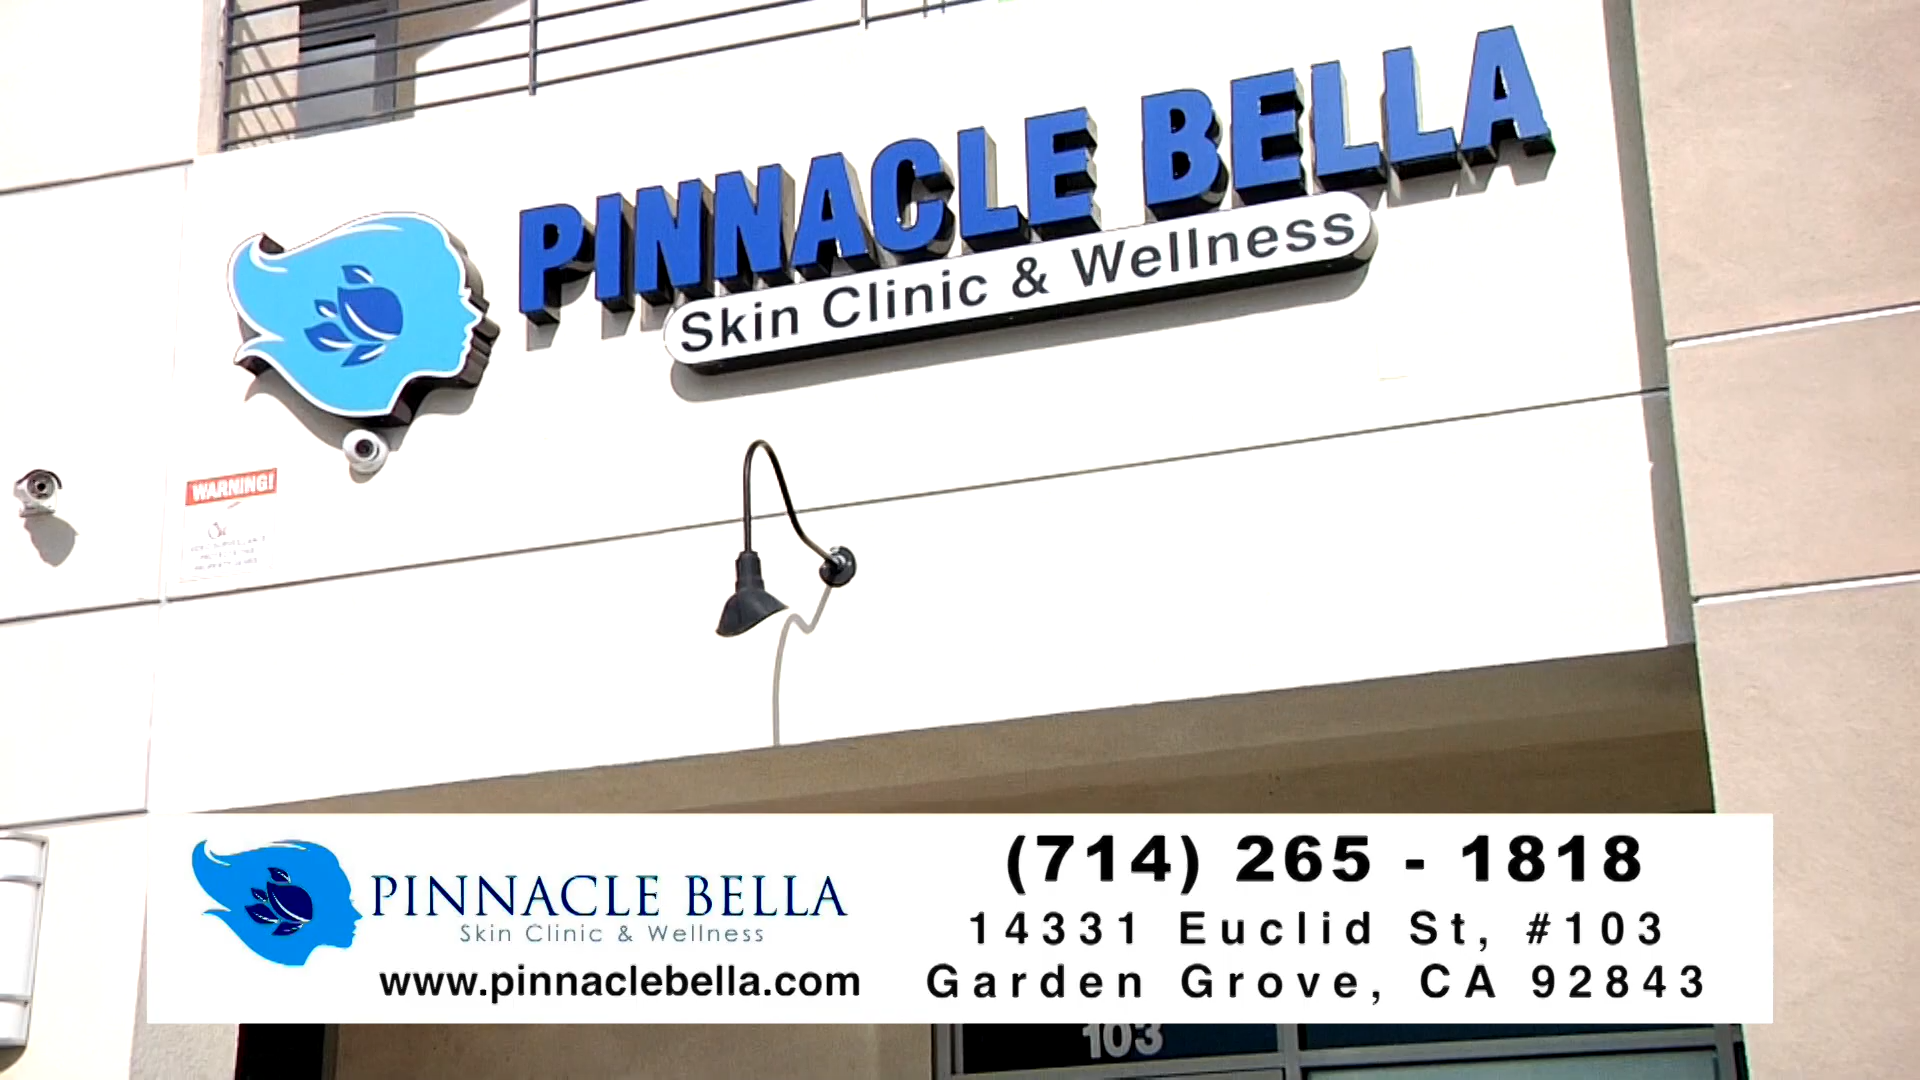 PINNACLE BELLA
Skin Clinic & Wellness
WARNING!
PINNACLE BELLA
Skin Clinic & Wellness
www.pinnaclebella.com
(714) 265 - 1818
14331 Euclid St, #103
Garden Grove, CA 92843
103